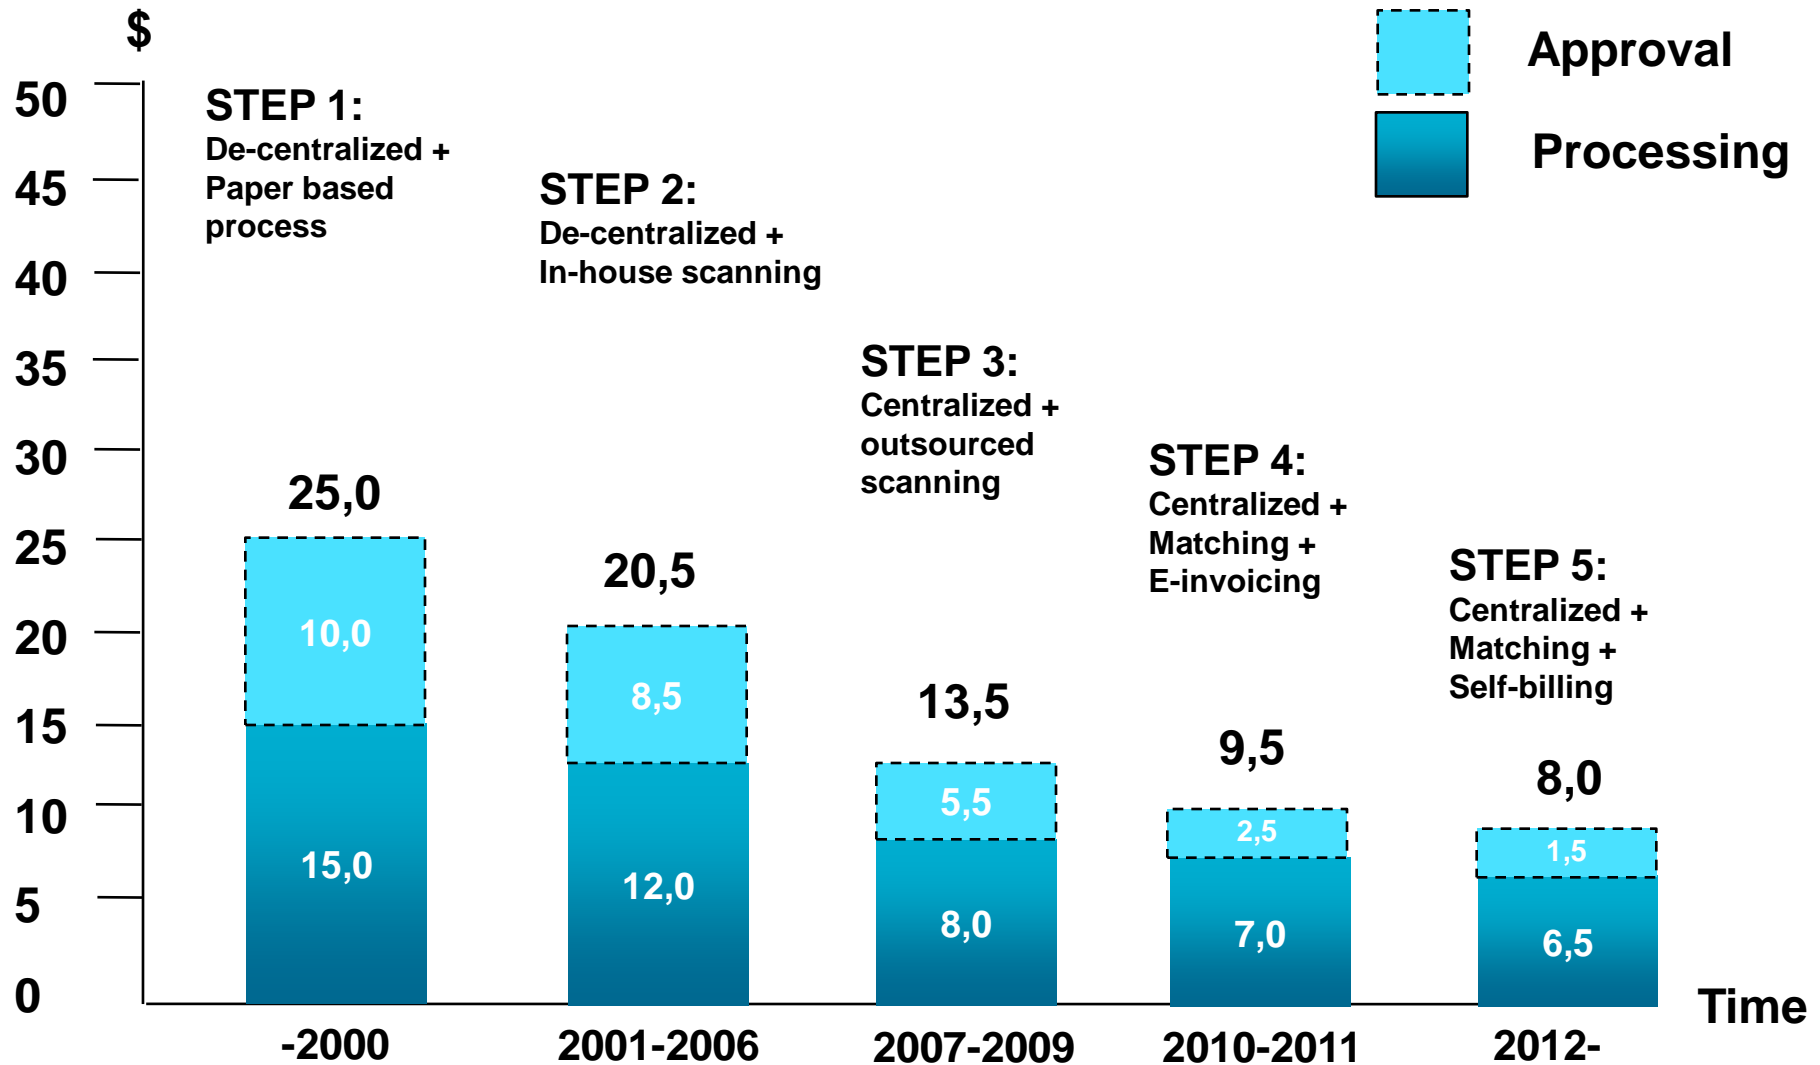 $
Approval
Processing
50
45
40
35
30
25
20
15
10
5
0
STEP 1:
De-centralized +
Paper based
process
STEP 2:
De-centralized +
In-house scanning
STEP 3:
Centralized +
outsourced
scanning
STEP 4:
Centralized +
Matching +
E-invoicing
STEP 5:
Centralized +
Matching +
Self-billing
25,0
10,0
15,0
20,5
8,5
12,0
13,5
5,5
8,0
9,5
2,5
7,0
8,0
1,5
6,5
-2000
2001-2006
2007-2009
2010-2011
2012-
Time